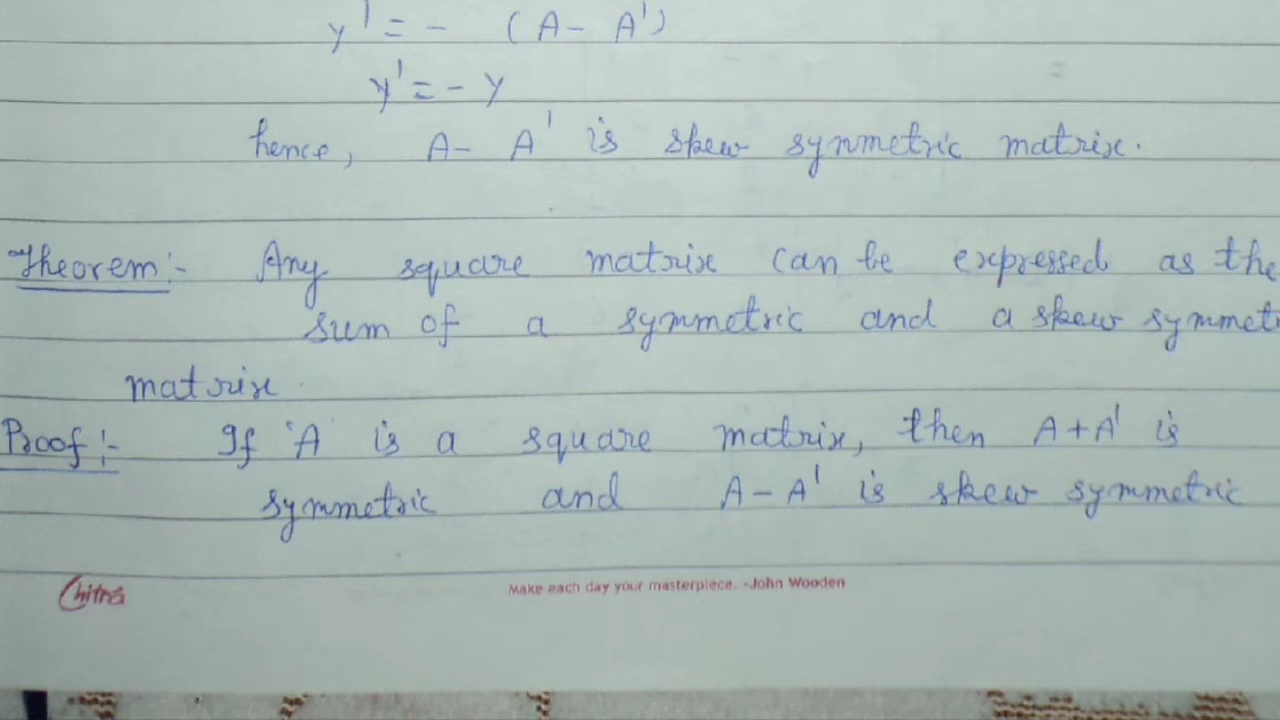 y' = - (A - A')
y' = - y
hence, A - A' is skew symmetric matrix.
Theorem :- Any square matrix can be expressed as the
sum of a symmetric and a skew symmetri
matrix.
Proof :- If 'A' is a square matrix, then A + A' is
symmetric and A - A' is skew symmetric
Chitra
Make each day your masterpiece. -John Wooden